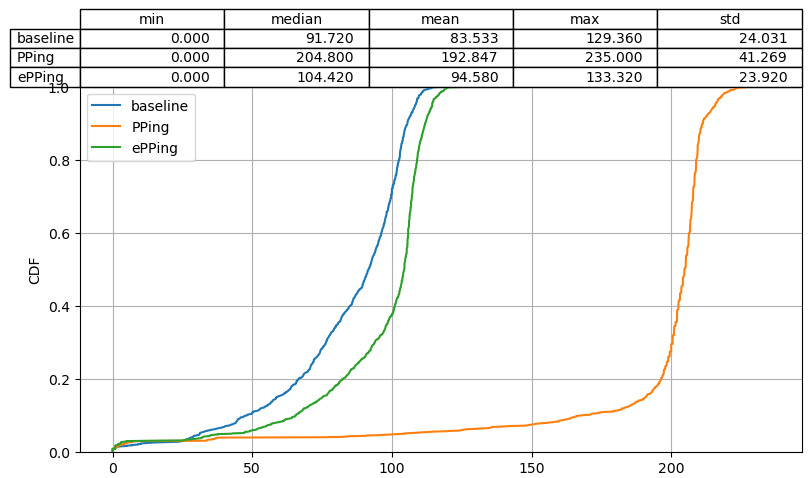 min median mean max std
baseline 0.000 91.720 83.533 129.360 24.031
PPing 0.000 204.800 192.847 235.000 41.269
ePPing 0.000 104.420 94.580 133.320 23.920
1.0
baseline
PPing
ePPing
0.8
0.6
CDF
0.4
0.2
0.0
0 50 100 150 200